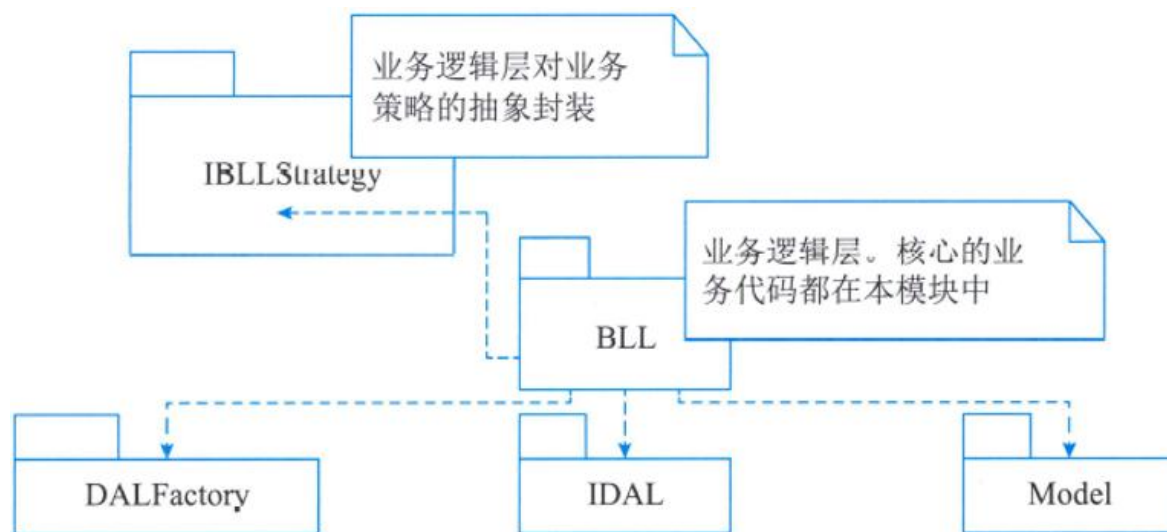 业务逻辑层对业务
策略的抽象封装
IBLLStrategy
业务逻辑层。核心的业
务代码都在本模块中
BLL
DALFactory
IDAL
Model